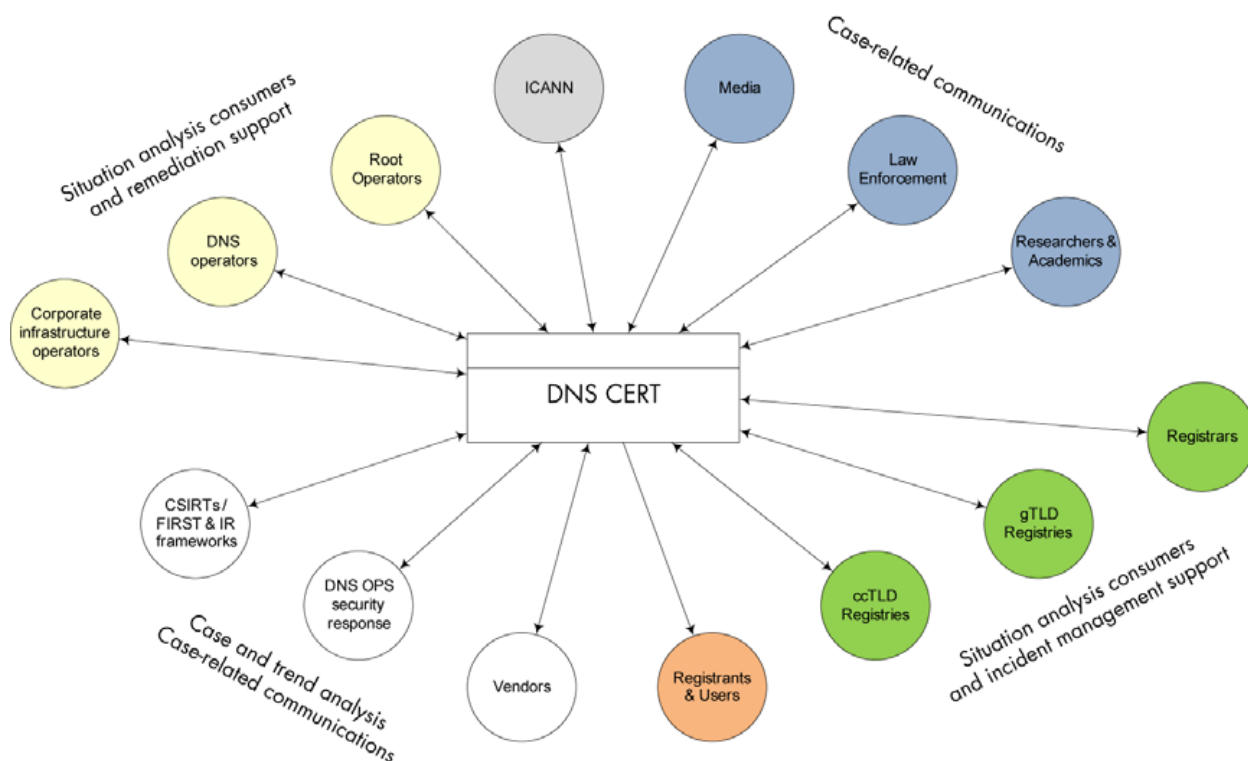 Situation analysis consumers
and remediation support
Case-related communications
ICANN
Media
Root
Operators
Law
Enforcement
DNS
operators
Researchers &
Academics
Corporate
infrastructure
operators
DNS CERT
Registrars
CSIRTs /
FIRST & IR
frameworks
gTLD
Registries
DNS OPS
security
response
ccTLD
Registries
Vendors
Registrants
& Users
Case and trend analysis
Case-related communications
Situation analysis consumers
and incident management support